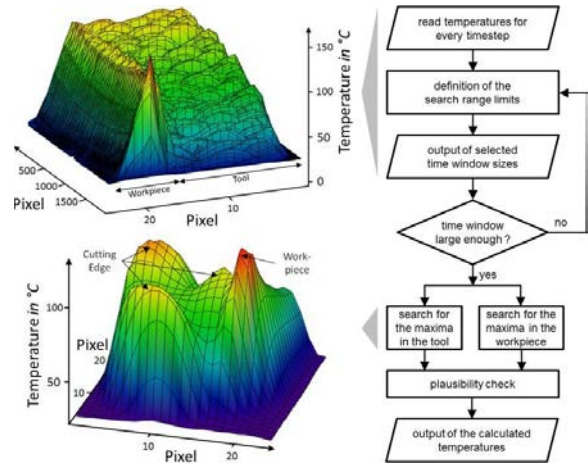 150
100
50
0
Temperature in °C
500
1000
1500
Pixel
Workpiece
Tool
20
10
Pixel
Cutting
Edge
Work-
piece
Temperature in °C
100
50
Pixel
20
10
10
20
Pixel
read temperatures for
every timestep
definition of the
search range limits
output of selected
time window sizes
time window
large enough ?
no
yes
search for
the maxima
in the tool
search for the
maxima in the
workpiece
plausibility check
output of the calculated
temperatures